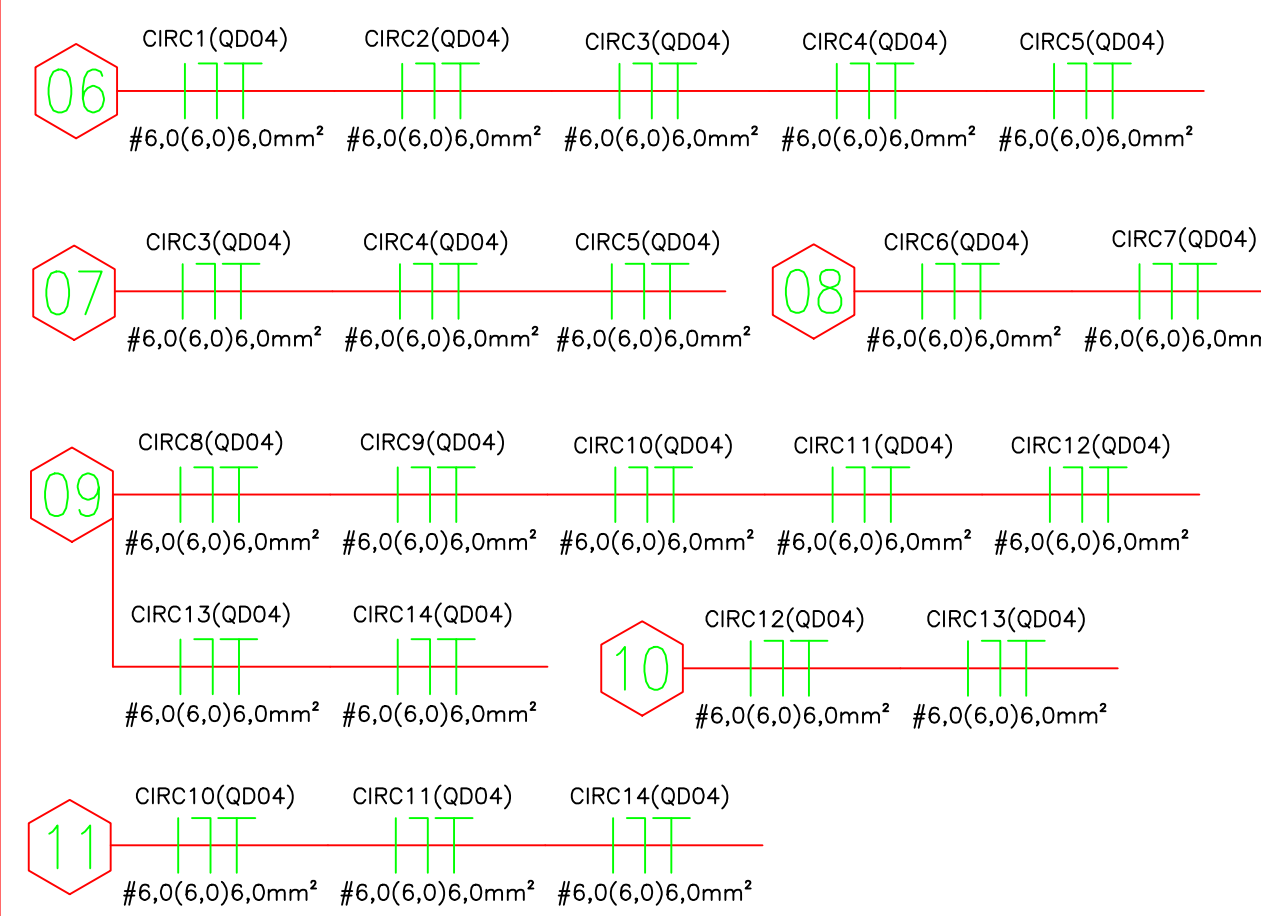 CIRC1(QD04) CIRC2(QD04) CIRC3(QD04) CIRC4(QD04) CIRC5(QD04)
06
#6,0(6,0)6,0mm² #6,0(6,0)6,0mm² #6,0(6,0)6,0mm² #6,0(6,0)6,0mm² #6,0(6,0)6,0mm²
CIRC3(QD04) CIRC4(QD04) CIRC5(QD04)
07
#6,0(6,0)6,0mm² #6,0(6,0)6,0mm² #6,0(6,0)6,0mm²
CIRC6(QD04) CIRC7(QD04)
08
#6,0(6,0)6,0mm² #6,0(6,0)6,0m
CIRC8(QD04) CIRC9(QD04) CIRC10(QD04) CIRC11(QD04) CIRC12(QD04)
09
#6,0(6,0)6,0mm² #6,0(6,0)6,0mm² #6,0(6,0)6,0mm² #6,0(6,0)6,0mm² #6,0(6,0)6,0mm²
CIRC13(QD04) CIRC14(QD04)
#6,0(6,0)6,0mm² #6,0(6,0)6,0mm²
CIRC12(QD04) CIRC13(QD04)
10
#6,0(6,0)6,0mm² #6,0(6,0)6,0mm²
CIRC10(QD04) CIRC11(QD04) CIRC14(QD04)
11
#6,0(6,0)6,0mm² #6,0(6,0)6,0mm² #6,0(6,0)6,0mm²